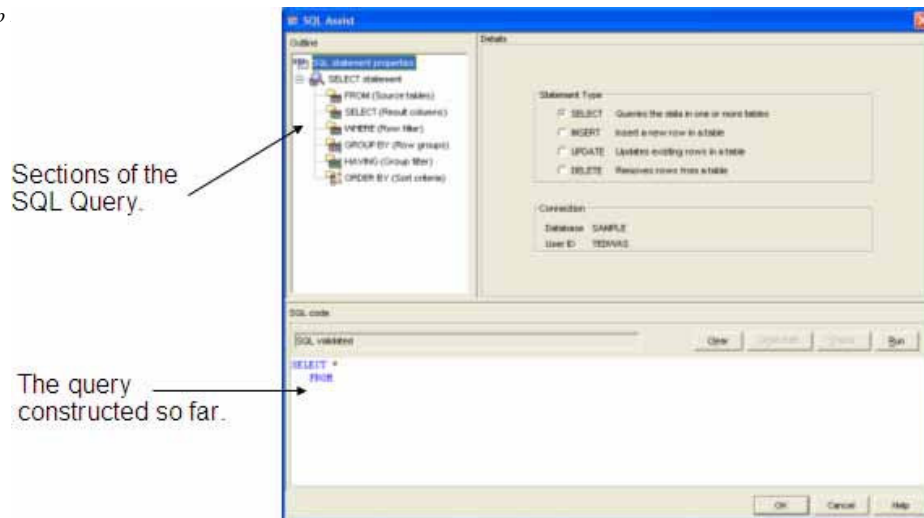 SQL Assist
Outline
SQL statement properties
SELECT statement
FROM (Source tables)
SELECT (Result columns)
WHERE (Row filter)
GROUP BY (Row groups)
HAVING (Group filter)
ORDER BY (Sort criteria)
Details
Statement Type
SELECT Queries the data in one or more tables
INSERT Insert a new row in a table
UPDATE Updates existing rows in a table
DELETE Removes rows from a table
Connection
Database SAMPLE
User ID
Sections of the
SQL Query.
SQL code
SQL validated
Clear
Run
SELECT *
FROM
The query
constructed so far.
OK Cancel Help